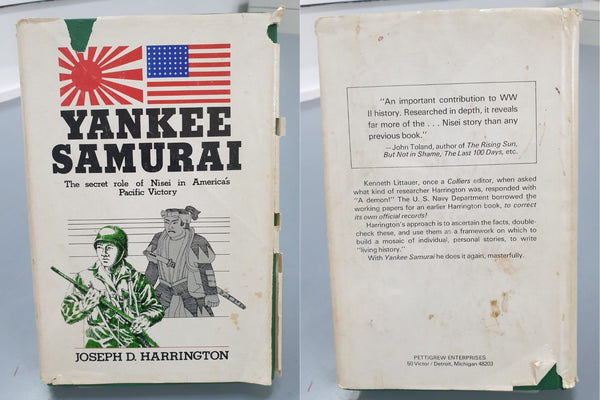 YANKEE
SAMURAI
The secret role of Nisei in America's
Pacific Victory
JOSEPH D. HARRINGTON
"An important contribution to WW
II history. Researched in depth, it reveals
far more of the . . . Nisei story than any
previous book."
—John Toland, author of The Rising Sun,
But Not in Shame, The Last 100 Days, etc.
Kenneth Littauer, once a Colliers editor, when asked
what kind of researcher Harrington was, responded with
"A demon!" The U. S. Navy Department borrowed the
working papers for an earlier Harrington book, to correct
its own official records!
Harrington's approach is to ascertain the facts, double-
check these, and use them as a framework on which to
build a mosaic of individual, personal stories, to write
"living history."
With Yankee Samurai he does it again, masterfully.
PETTIGREW ENTERPRISES
50 Victor / Detroit, Michigan 48203